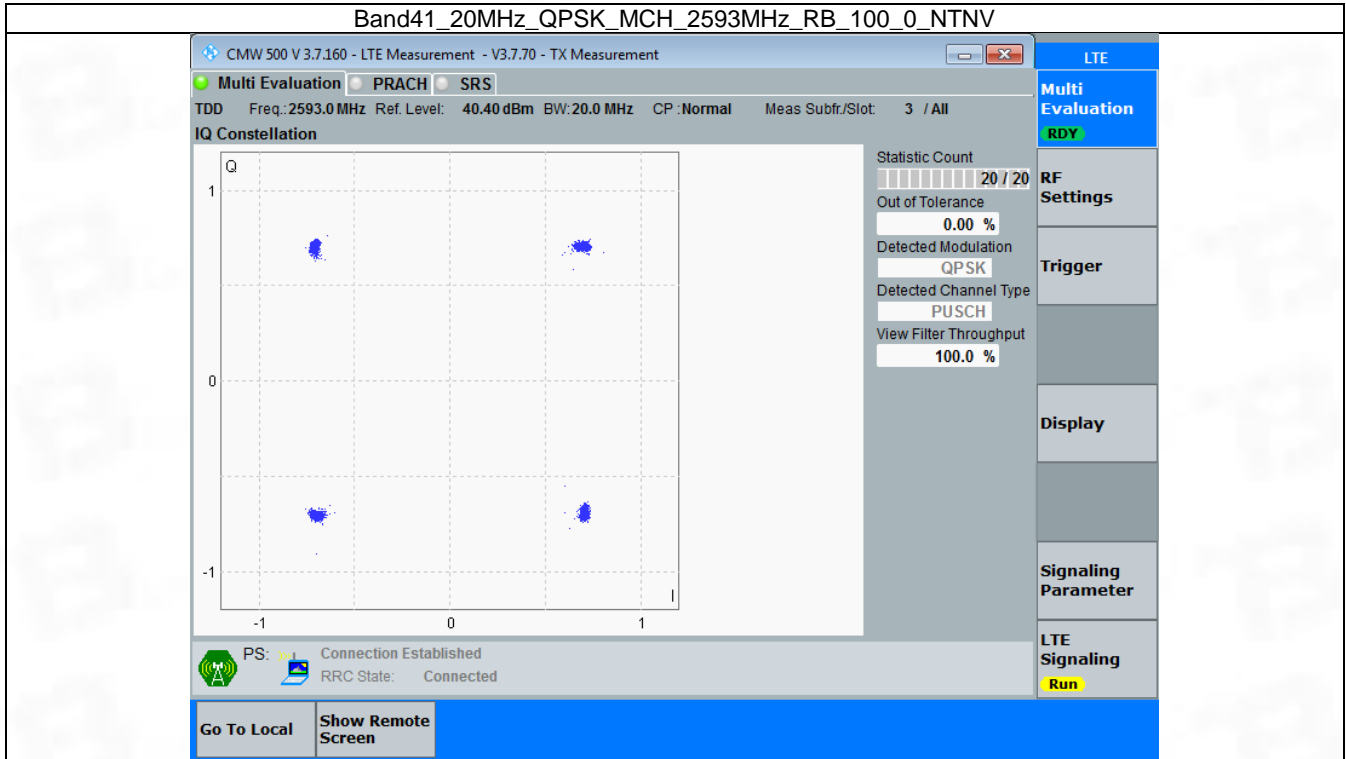 Band41_20MHz_QPSK_MCH_2593MHz_RB_100_0_NTNV
CMW 500 V 3.7.160 - LTE Measurement - V3.7.70 - TX Measurement
LTE
Multi Evaluation PRACH SRS
Multi
Evaluation
RDY
TDD Freq.: 2593.0 MHz Ref. Level: 40.40 dBm BW: 20.0 MHz CP : Normal Meas Subfr./Slot: 3 / All
IQ Constellation
Q
1
0
-1
I
-1 0 1
Statistic Count
20 / 20
Out of Tolerance
0.00 %
Detected Modulation
QPSK
Detected Channel Type
PUSCH
View Filter Throughput
100.0 %
RF
Settings
Trigger
Display
Signaling
Parameter
LTE
Signaling
Run
PS: Connection Established
RRC State: Connected
Go To Local
Show Remote
Screen